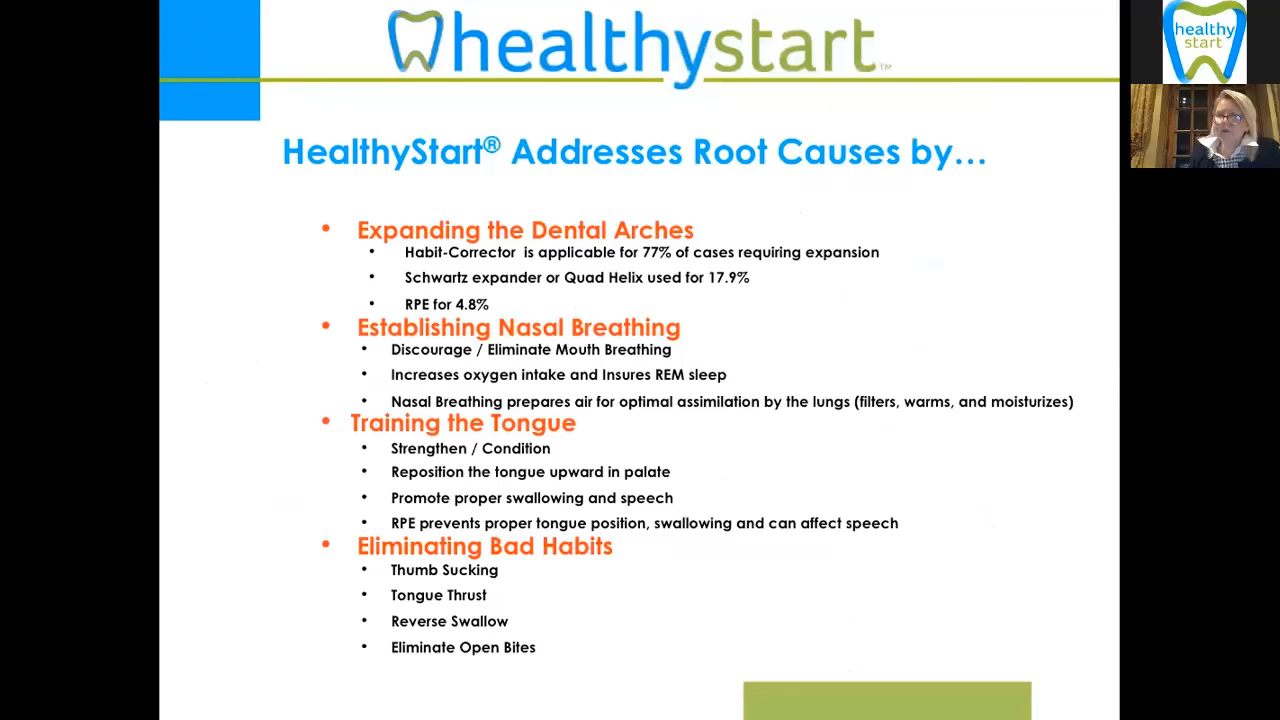 healthystart™
healthy
start
HealthyStart® Addresses Root Causes by…
• Expanding the Dental Arches
• Habit-Corrector is applicable for 77% of cases requiring expansion
• Schwartz expander or Quad Helix used for 17.9%
• RPE for 4.8%
• Establishing Nasal Breathing
• Discourage / Eliminate Mouth Breathing
• Increases oxygen intake and Insures REM sleep
• Nasal Breathing prepares air for optimal assimilation by the lungs (filters, warms, and moisturizes)
• Training the Tongue
• Strengthen / Condition
• Reposition the tongue upward in palate
• Promote proper swallowing and speech
• RPE prevents proper tongue position, swallowing and can affect speech
• Eliminating Bad Habits
• Thumb Sucking
• Tongue Thrust
• Reverse Swallow
• Eliminate Open Bites